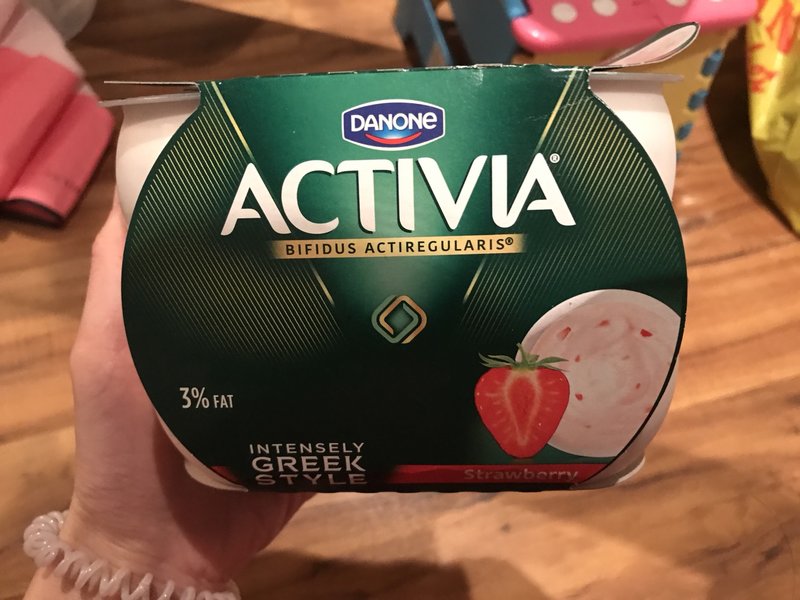 DANONE
ACTIVIA®
BIFIDUS ACTIREGULARIS®
3% FAT
INTENSELY
GREEK
STYLE
Strawberry